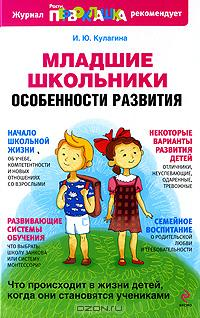 Журнал
Расти,
ПЕРВОКЛАШКА
рекомендует
И. Ю. Кулагина
МЛАДШИЕ
ШКОЛЬНИКИ
ОСОБЕННОСТИ РАЗВИТИЯ
НАЧАЛО
ШКОЛЬНОЙ
ЖИЗНИ
ОБ УЧЕБЕ,
КОМПЕТЕНТНОСТИ
И НОВЫХ
ОТНОШЕНИЯХ
СО ВЗРОСЛЫМИ
НЕКОТОРЫЕ
ВАРИАНТЫ
РАЗВИТИЯ
ДЕТЕЙ
ОТЛИЧНИКИ,
НЕУСПЕВАЮЩИЕ,
ОДАРЕННЫЕ,
ТРЕВОЖНЫЕ
РАЗВИВАЮЩИЕ
СИСТЕМЫ
ОБУЧЕНИЯ
ЧТО ВЫБРАТЬ:
ШКОЛУ ЗАНКОВА
ИЛИ СИСТЕМУ
МОНТЕССОРИ?
СЕМЕЙНОЕ
ВОСПИТАНИЕ
О РОДИТЕЛЬСКОЙ
ЛЮБВИ
И ТРЕБОВАТЕЛЬНОСТИ
Что происходит в жизни детей,
когда они становятся учениками
ЭКСМО
OZON.ru